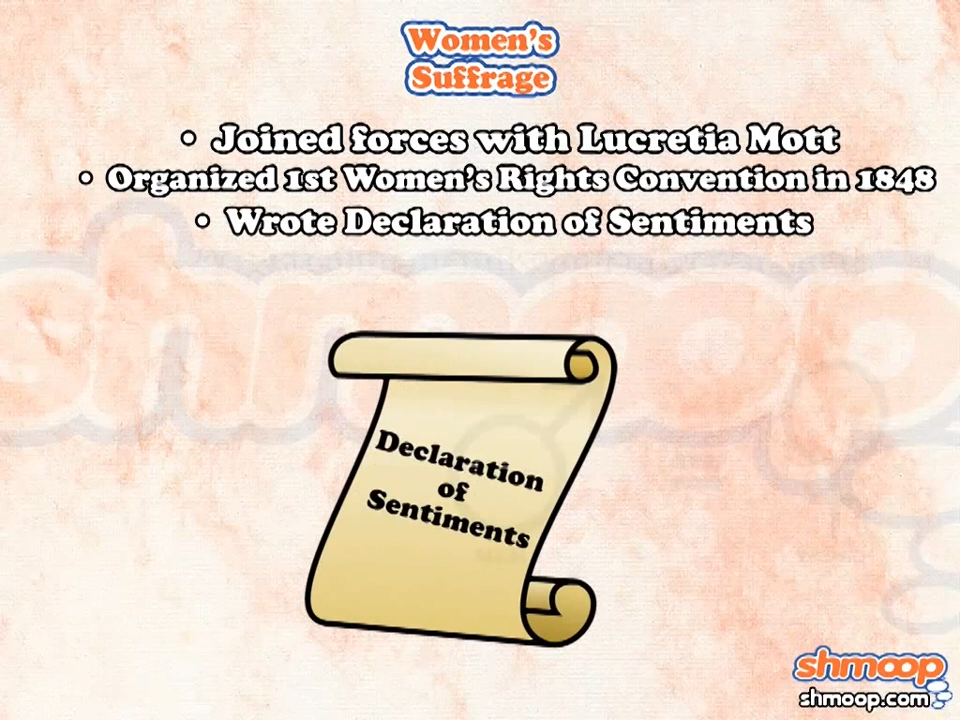 Women's
Suffrage
• Joined forces with Lucretia Mott
• Organized 1st Women's Rights Convention in 1848
• Wrote Declaration of Sentiments
shmoop
Declaration
of
Sentiments
shmoop
shmoop.com